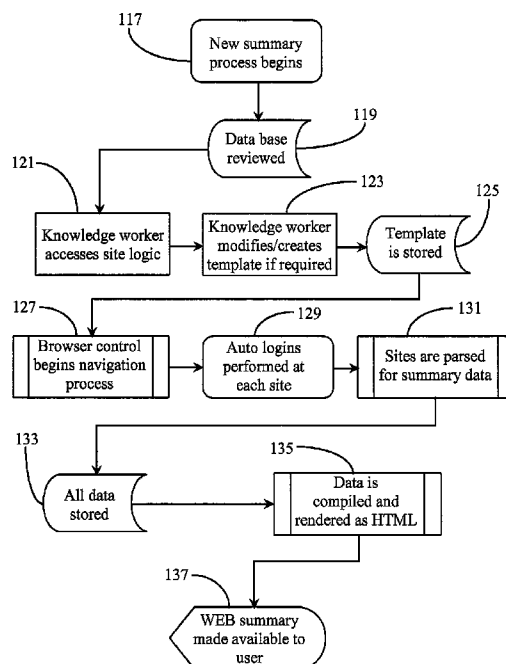 117
New summary
process begins
119
Data base
reviewed
121
Knowledge worker
accesses site logic
123
Knowledge worker
modifies/creates
template if required
125
Template
is stored
127
Browser control
begins navigation
process
129
Auto logins
performed at
each site
131
Sites are parsed
for summary data
133
All data
stored
135
Data is
compiled and
rendered as HTML
137
WEB summary
made available to
user